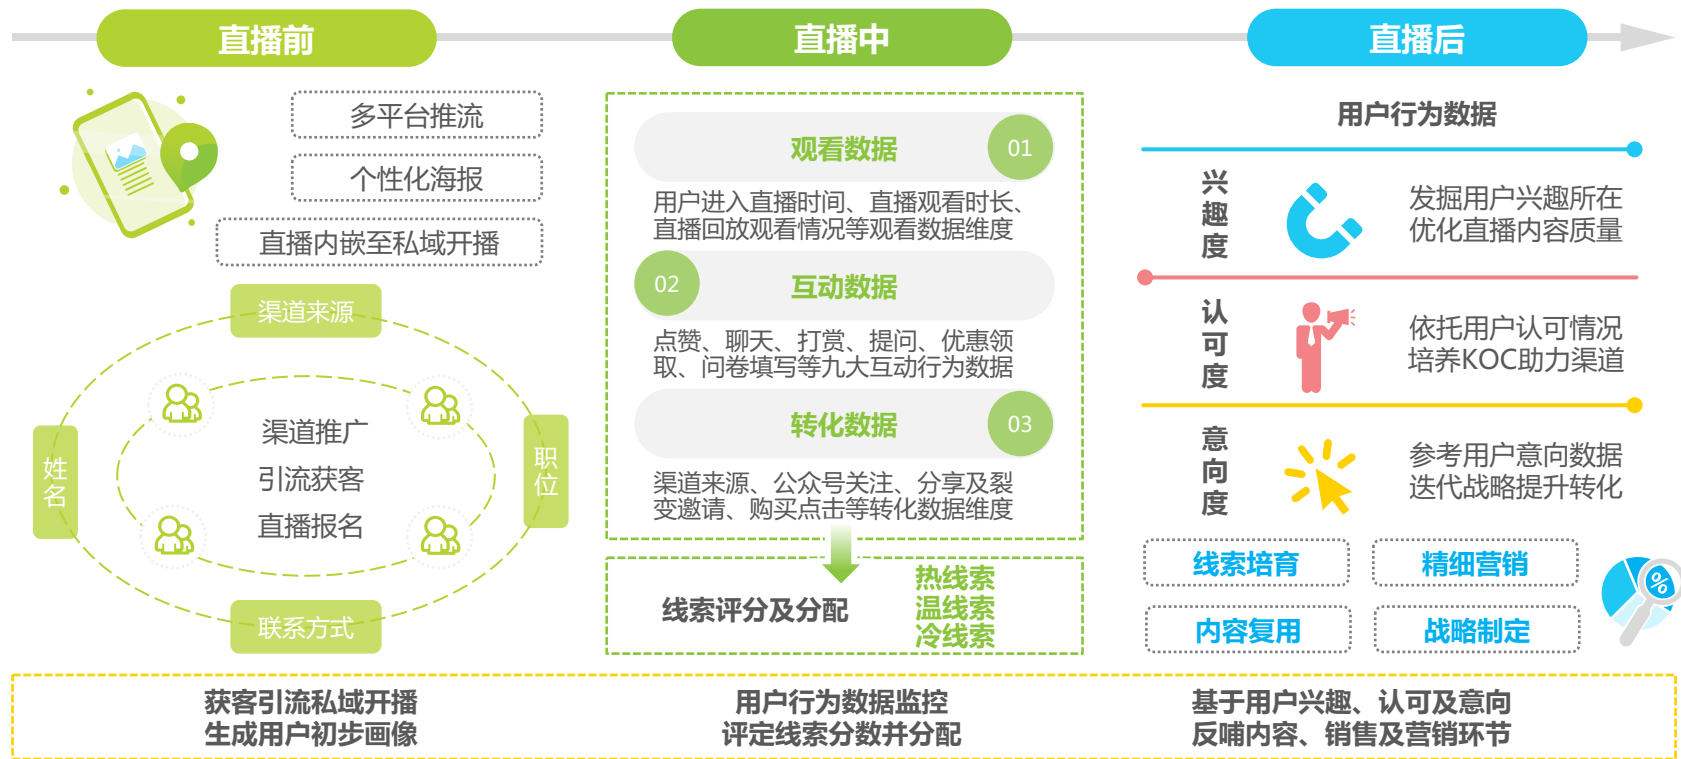 直播前
直播中
直播后
多平台推流
个性化海报
直播内嵌至私域开播
渠道来源
姓名
职位
联系方式
渠道推广
引流获客
直播报名
观看数据
01
用户进入直播时间、直播观看时长、
直播回放观看情况等观看数据维度
02
互动数据
点赞、聊天、打赏、提问、优惠领
取、问卷填写等九大互动行为数据
转化数据
03
渠道来源、公众号关注、分享及裂
变邀请、购买点击等转化数据维度
线索评分及分配
热线索
温线索
冷线索
用户行为数据
兴趣度
发掘用户兴趣所在
优化直播内容质量
认可度
依托用户认可情况
培养KOC助力渠道
意向度
参考用户意向数据
迭代战略提升转化
线索培育
精细营销
内容复用
战略制定
%
获客引流私域开播
生成用户初步画像
用户行为数据监控
评定线索分数并分配
基于用户兴趣、认可及意向
反哺内容、销售及营销环节